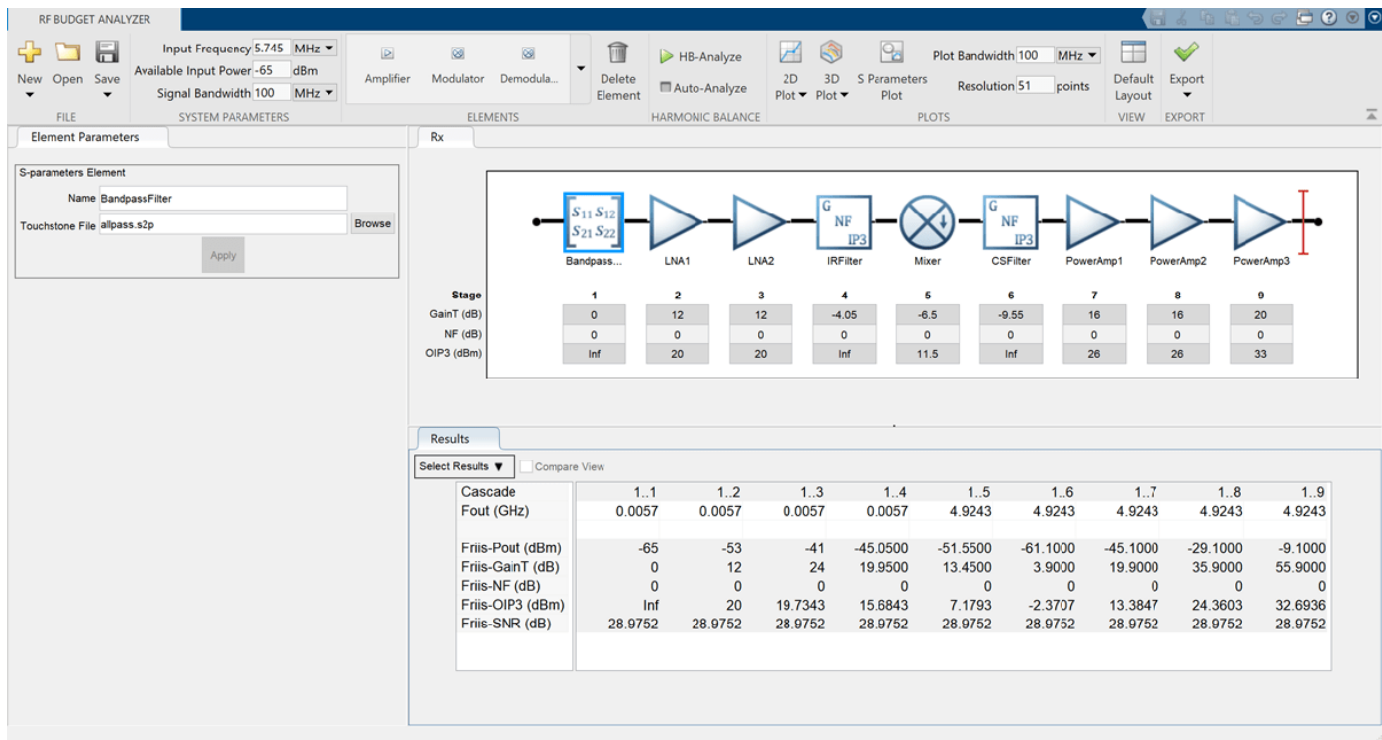 RF BUDGET ANALYZER
New Open Save
Input Frequency 5.745 MHz
Available Input Power -65 dBm
Signal Bandwidth 100 MHz
Amplifier Modulator Demodula...
Delete Element
HB-Analyze
Auto-Analyze
2D Plot 3D Plot S Parameters Plot
Plot Bandwidth 100 MHz
Resolution 51 points
Default Layout
Export
FILE SYSTEM PARAMETERS ELEMENTS HARMONIC BALANCE PLOTS VIEW EXPORT
Element Parameters
S-parameters Element
Name BandpassFilter
Touchstone File allpass.s2p Browse
Apply
Rx
S11 S12
S21 S22
G NF IP3
G NF IP3
Bandpass... LNA1 LNA2 IRFilter Mixer CSFilter PowerAmp1 PowerAmp2 PowerAmp3
Stage 1 2 3 4 5 6 7 8 9
GainT (dB) 0 12 12 -4.05 -6.5 -9.55 16 16 20
NF (dB) 0 0 0 0 0 0 0 0 0
OIP3 (dBm) Inf 20 20 Inf 11.5 Inf 26 26 33
Results
Select Results ▼ Compare View
Cascade 1..1 1..2 1..3 1..4 1..5 1..6 1..7 1..8 1..9
Fout (GHz) 0.0057 0.0057 0.0057 0.0057 4.9243 4.9243 4.9243 4.9243 4.9243
Friis-Pout (dBm) -65 -53 -41 -45.0500 -51.5500 -61.1000 -45.1000 -29.1000 -9.1000
Friis-GainT (dB) 0 12 24 19.9500 13.4500 3.9000 19.9000 35.9000 55.9000
Friis-NF (dB) 0 0 0 0 0 0 0 0 0
Friis-OIP3 (dBm) Inf 20 19.7343 15.6843 7.1793 -2.3707 13.3847 24.3603 32.6936
Friis-SNR (dB) 28.9752 28.9752 28.9752 28.9752 28.9752 28.9752 28.9752 28.9752 28.9752